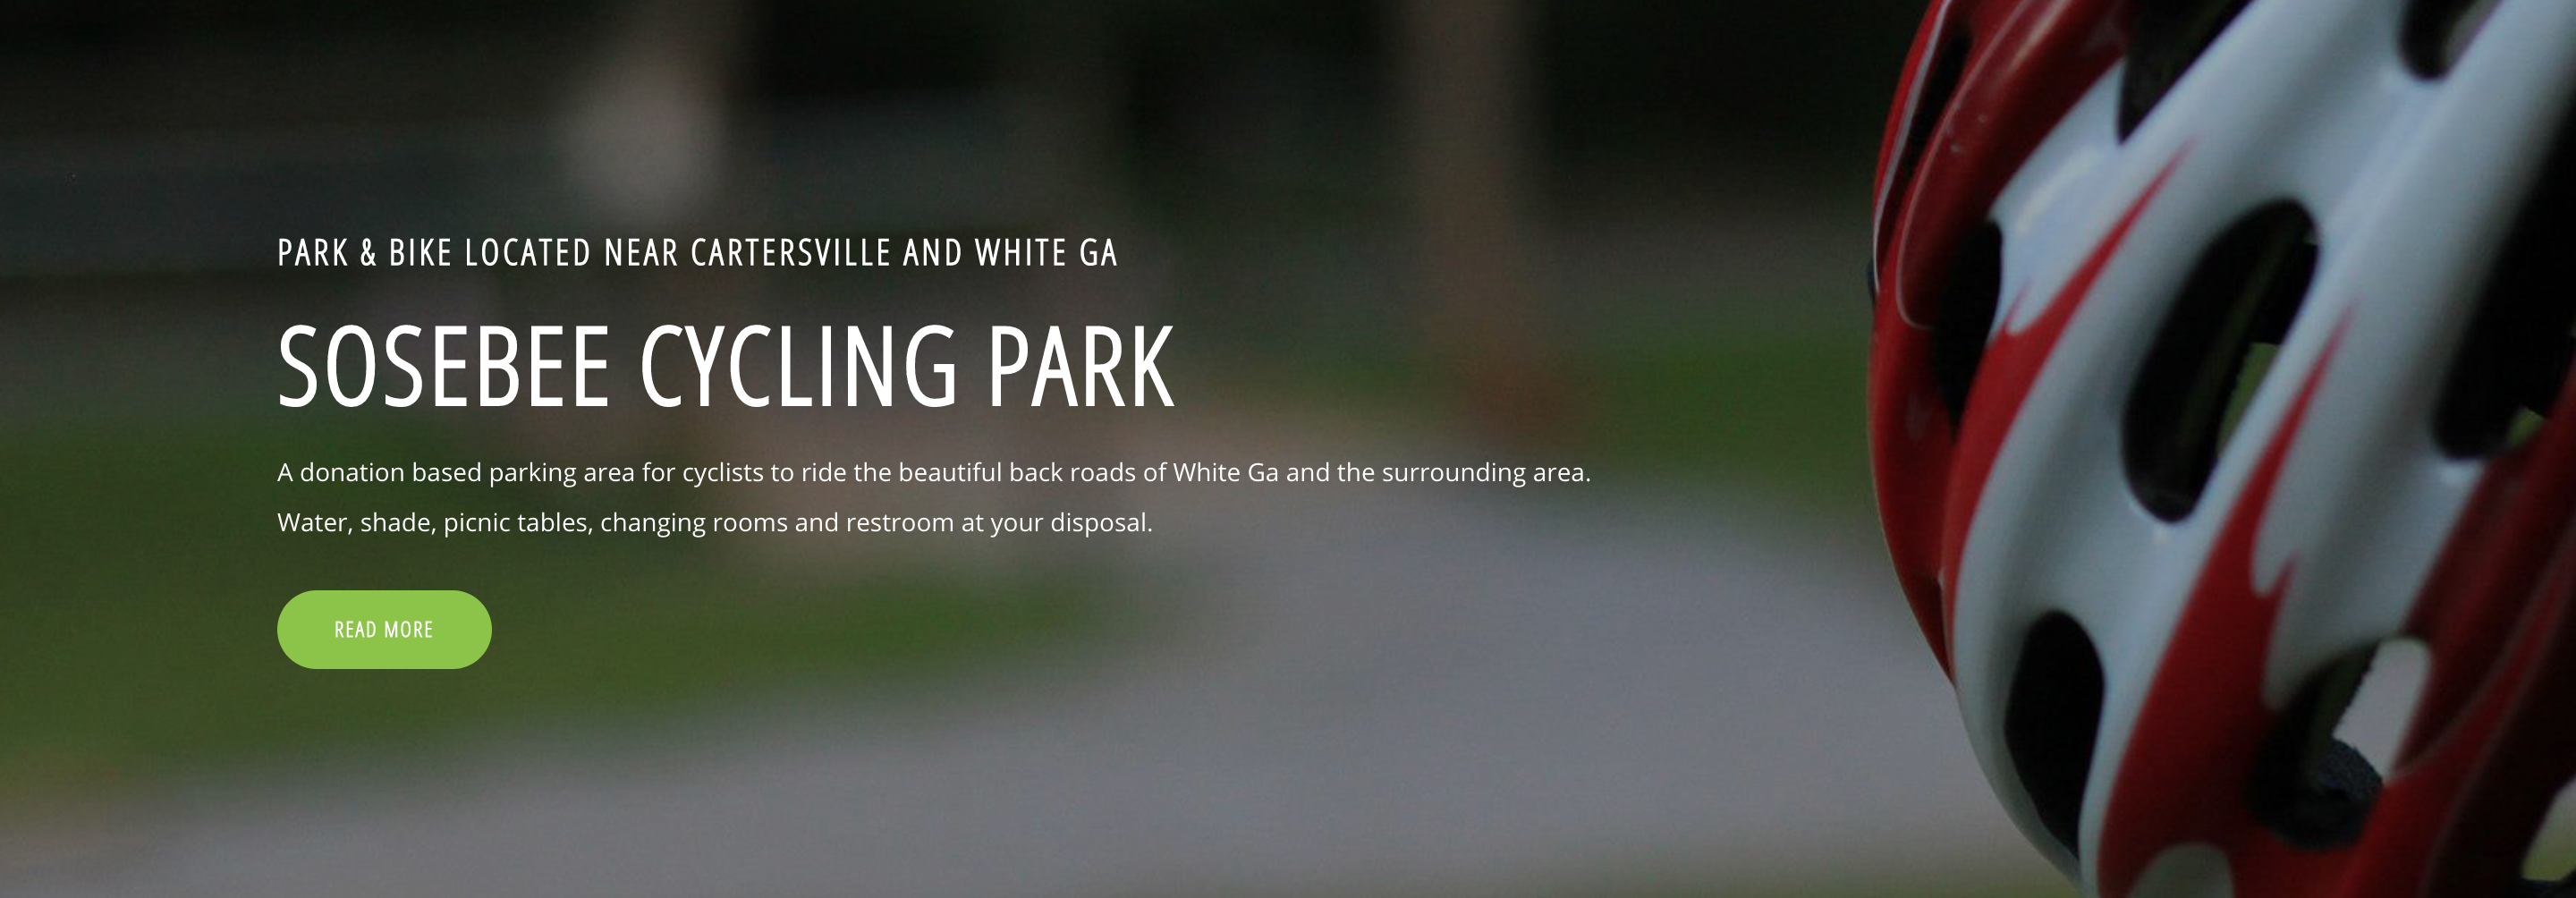 PARK & BIKE LOCATED NEAR CARTERSVILLE AND WHITE GA
SOSEBEE CYCLING PARK
A donation based parking area for cyclists to ride the beautiful back roads of White Ga and the surrounding area.
Water, shade, picnic tables, changing rooms and restroom at your disposal.
READ MORE